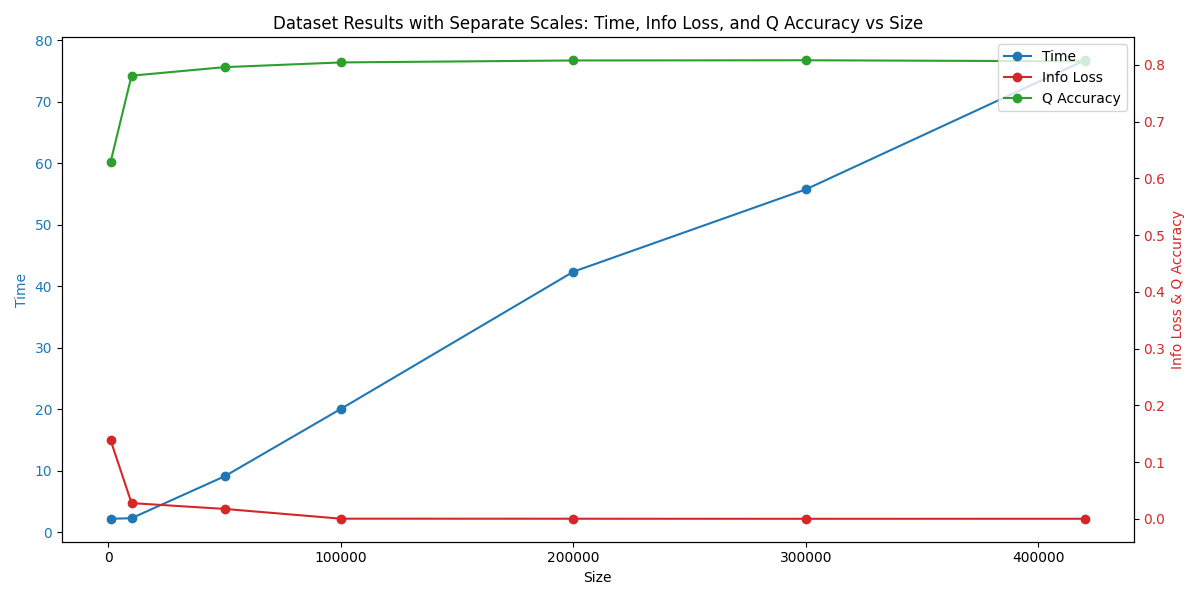 Dataset Results with Separate Scales: Time, Info Loss, and Q Accuracy vs Size
80
70
60
50
40
30
20
10
0
Time
0.8
0.7
0.6
0.5
0.4
0.3
0.2
0.1
0.0
Info Loss & Q Accuracy
Time
Info Loss
Q Accuracy
0 100000 200000 300000 400000
Size